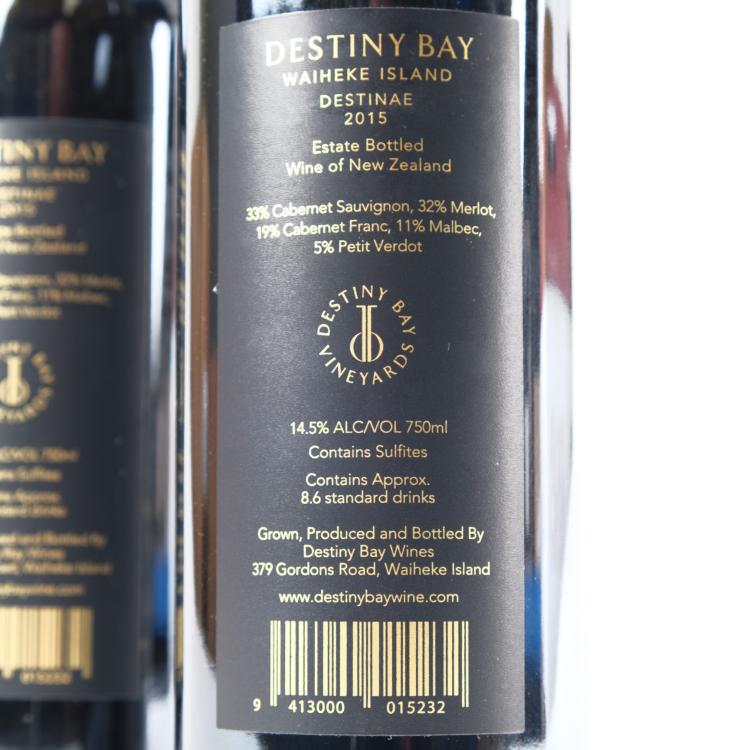 DESTINY BAY
WAIHEKE ISLAND
DESTINAE
2015
Estate Bottled
Wine of New Zealand
33% Cabernet Sauvignon, 32% Merlot,
19% Cabernet Franc, 11% Malbec,
5% Petit Verdot
DESTINY BAY
VINEYARDS
14.5% ALC/VOL 750ml
Contains Sulfites
Contains Approx.
8.6 standard drinks
Grown, Produced and Bottled By
Destiny Bay Wines
379 Gordons Road, Waiheke Island
www.destinybaywine.com
9 413000 015232